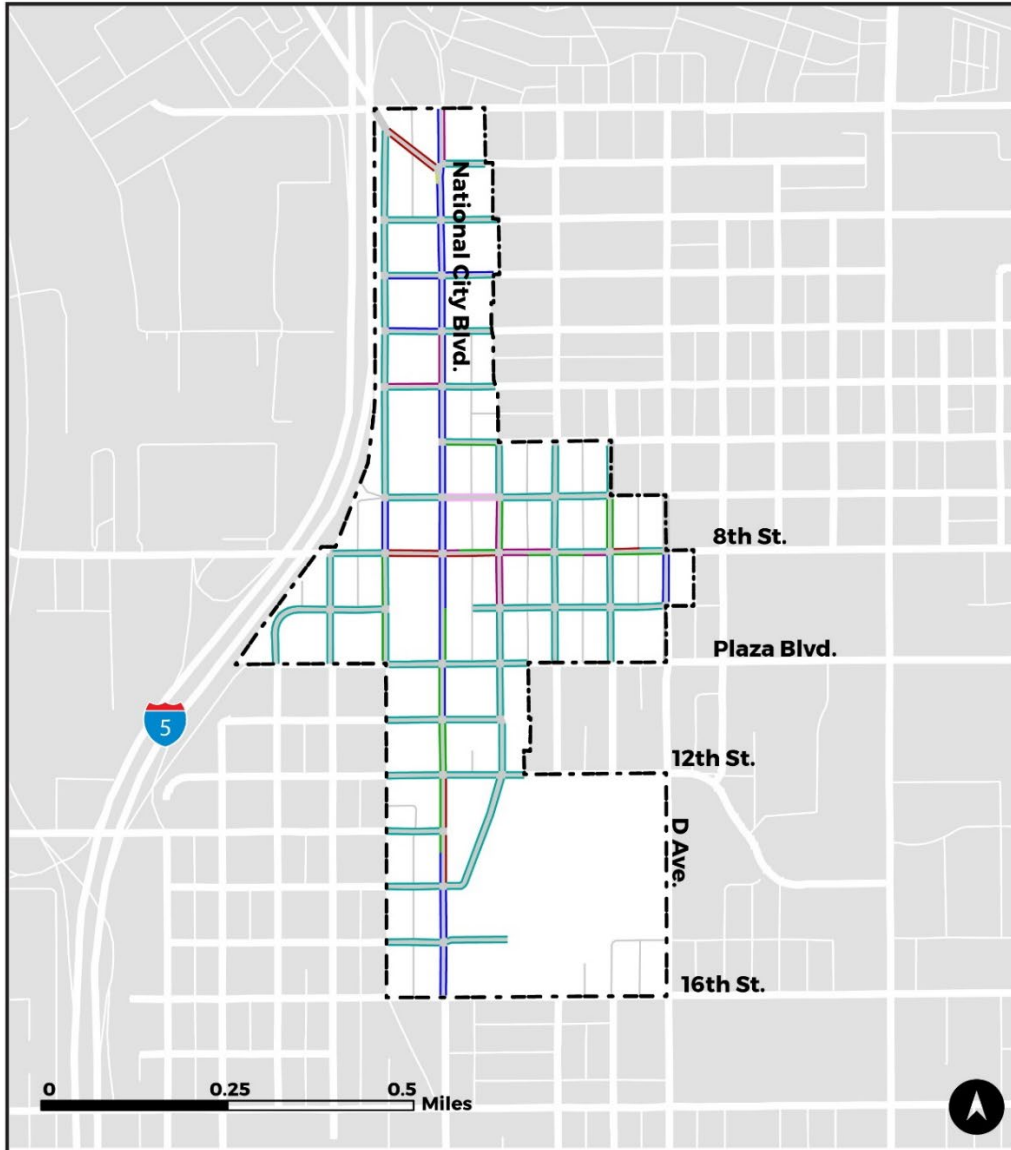 National City Blvd.
8th St.
Plaza Blvd.
5
12th St.
D Ave.
16th St.
0 0.25 0.5
Miles